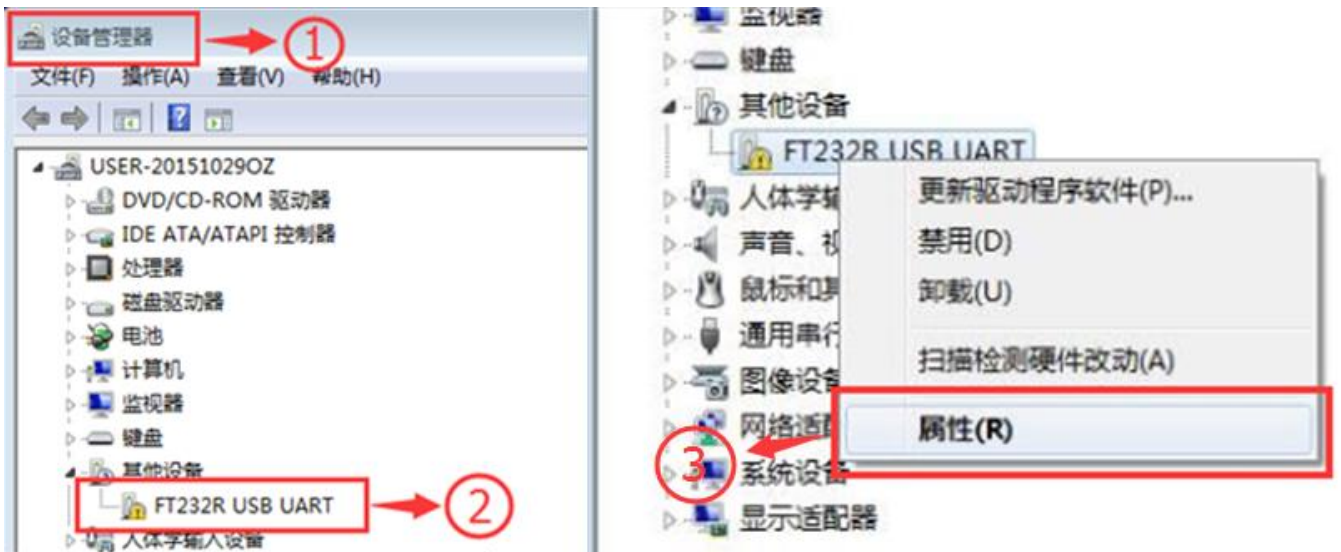 设备管理器
①
文件(F) 操作(A) 查看(V) 帮助(H)
USER-20151029OZ
DVD/CD-ROM 驱动器
IDE ATA/ATAPI 控制器
处理器
磁盘驱动器
电池
计算机
监视器
键盘
其他设备
FT232R USB UART
②
人体学输入设备
监视器
键盘
其他设备
FT232R USB UART
人体学输
声音、视
鼠标和其
通用串行
图像设备
网络适配
③
系统设备
显示适配器
更新驱动程序软件(P)...
禁用(D)
卸载(U)
扫描检测硬件改动(A)
属性(R)